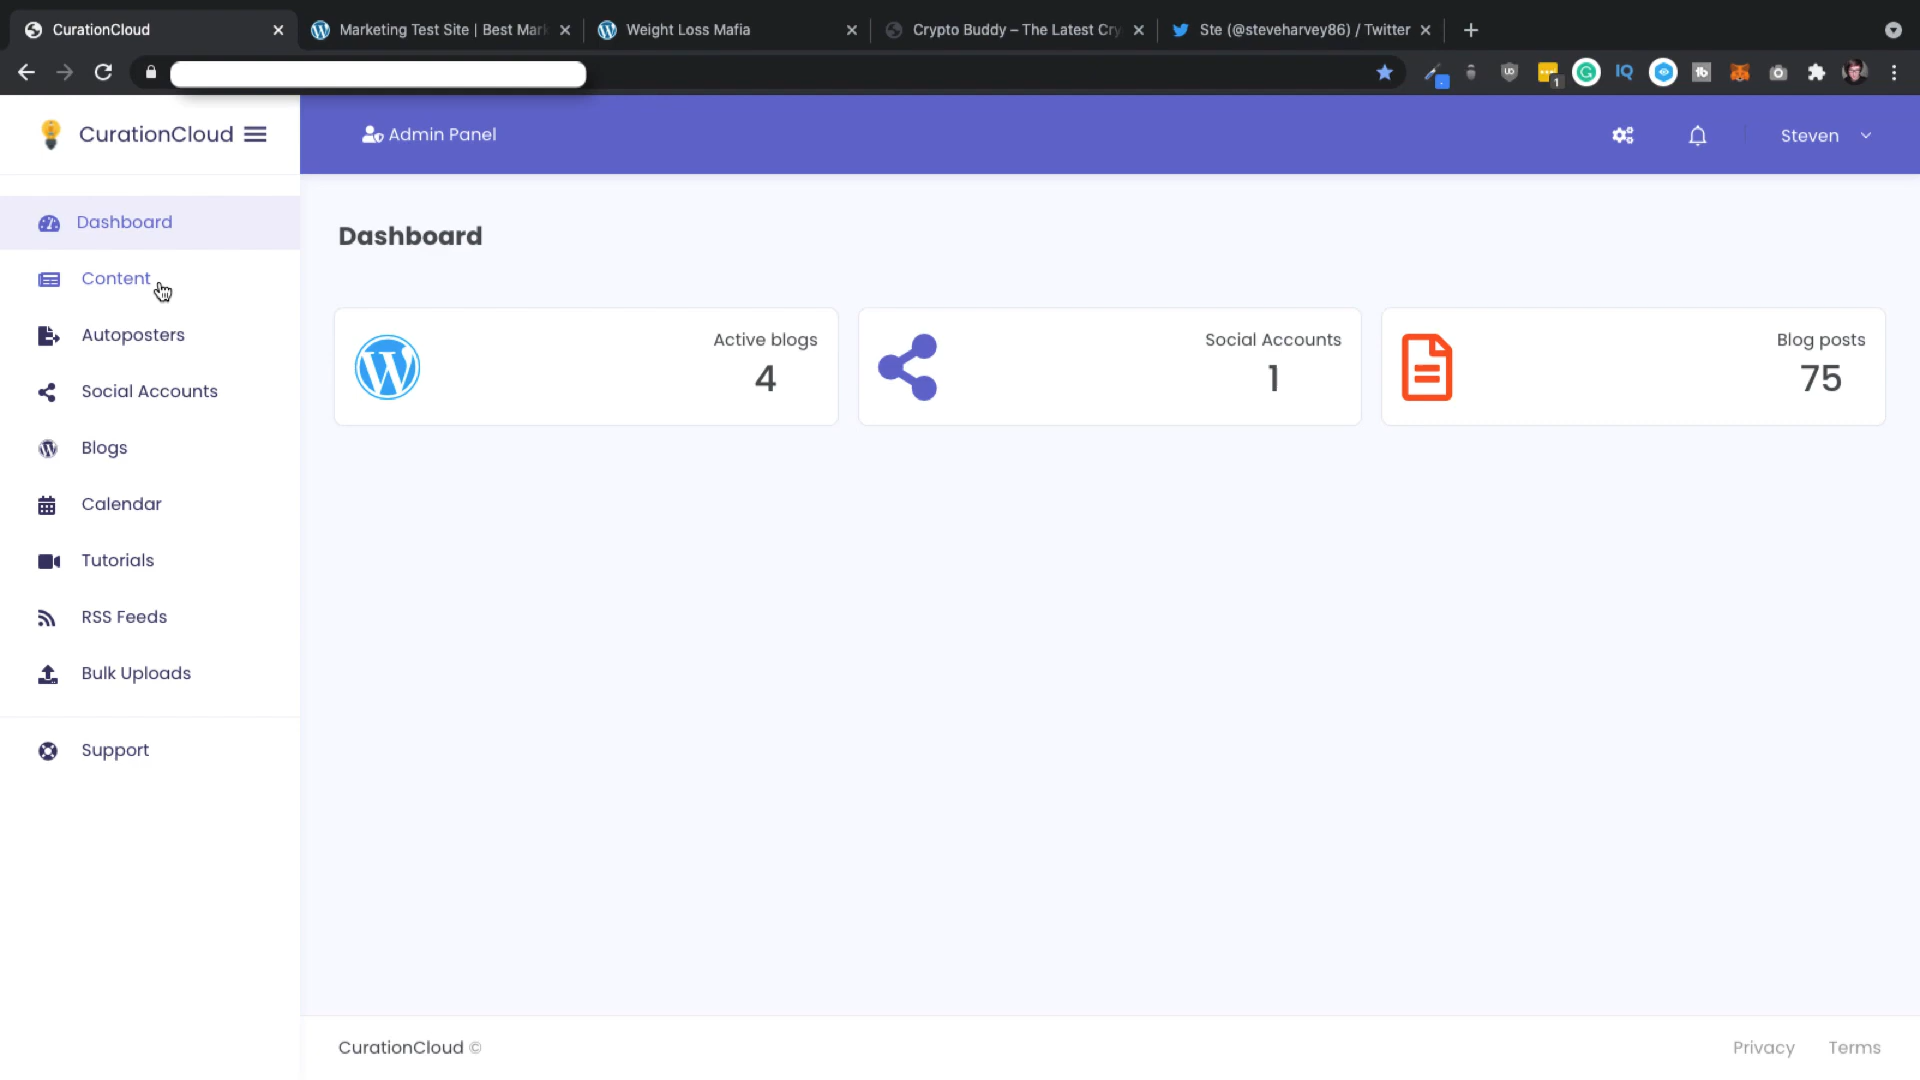 CurationCloud
Marketing Test Site | Best Mark
Weight Loss Mafia
Crypto Buddy – The Latest Cry
Ste (@steveharvey86) / Twitter
1
IQ
CurationCloud
Admin Panel
Steven
Dashboard
Content
Autoposters
Social Accounts
Blogs
Calendar
Tutorials
RSS Feeds
Bulk Uploads
Support
Dashboard
Active blogs
4
Social Accounts
1
Blog posts
75
CurationCloud ©
Privacy
Terms